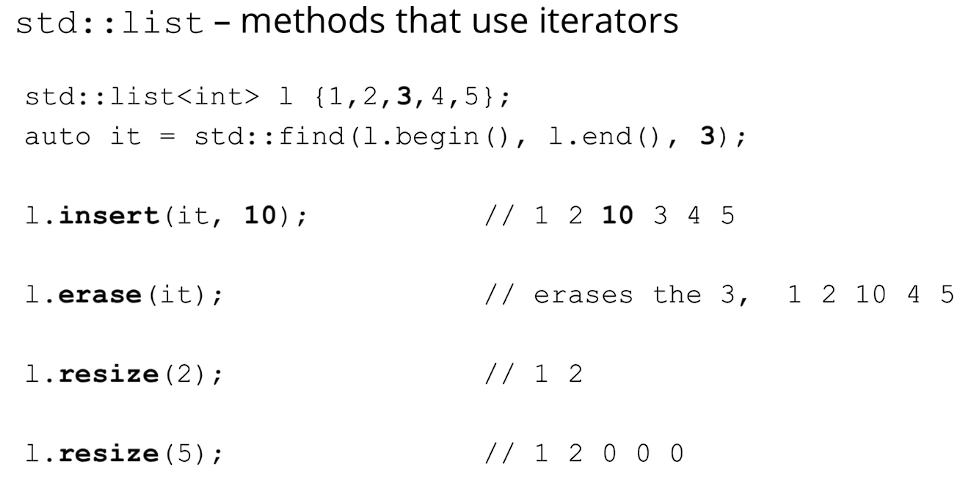 std::list – methods that use iterators
std::list<int> l {1,2,3,4,5};
auto it = std::find(l.begin(), l.end(), 3);
l.insert(it, 10); // 1 2 10 3 4 5
l.erase(it); // erases the 3, 1 2 10 4 5
l.resize(2); // 1 2
l.resize(5); // 1 2 0 0 0